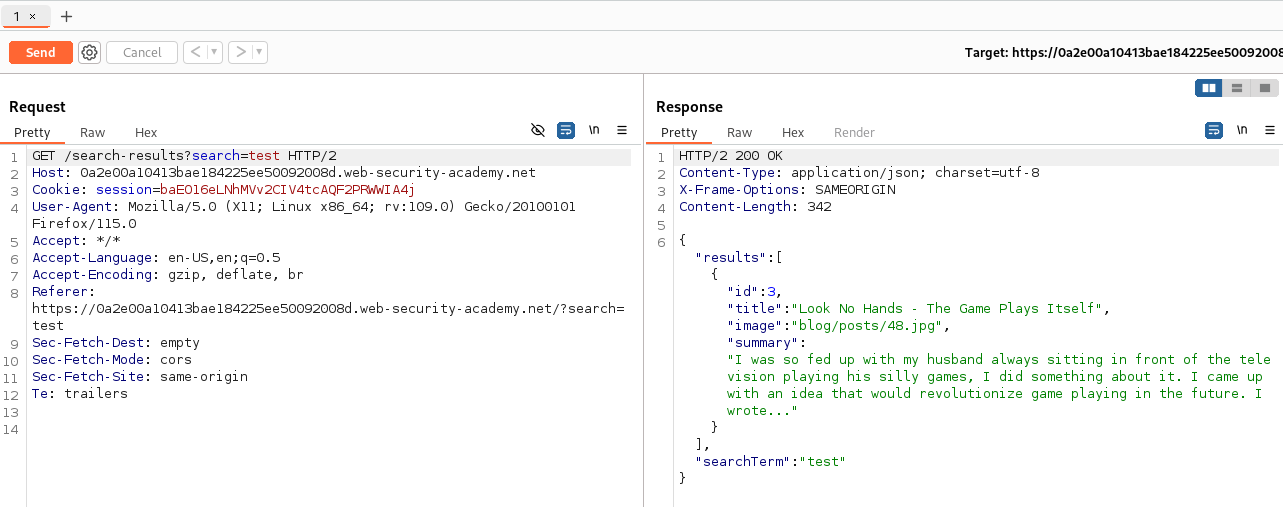 1 × +
Send Cancel < ▼ > ▼ Target: https://0a2e00a10413bae184225ee50092008
Request
Pretty Raw Hex \n
1 GET /search-results?search=test HTTP/2
2 Host: 0a2e00a10413bae184225ee50092008d.web-security-academy.net
3 Cookie: session=baEO16eLNhMVv2CIV4tcAQF2PRWWIA4j
4 User-Agent: Mozilla/5.0 (X11; Linux x86_64; rv:109.0) Gecko/20100101
Firefox/115.0
5 Accept: */*
6 Accept-Language: en-US,en;q=0.5
7 Accept-Encoding: gzip, deflate, br
8 Referer:
https://0a2e00a10413bae184225ee50092008d.web-security-academy.net/?search=
test
9 Sec-Fetch-Dest: empty
10 Sec-Fetch-Mode: cors
11 Sec-Fetch-Site: same-origin
12 Te: trailers
13
14
Response
Pretty Raw Hex Render \n
1 HTTP/2 200 OK
2 Content-Type: application/json; charset=utf-8
3 X-Frame-Options: SAMEORIGIN
4 Content-Length: 342
5
6 {
"results":[
{
"id":3,
"title":"Look No Hands - The Game Plays Itself",
"image":"blog/posts/48.jpg",
"summary":
"I was so fed up with my husband always sitting in front of the tele
vision playing his silly games, I did something about it. I came up
with an idea that would revolutionize game playing in the future. I
wrote..."
}
],
"searchTerm":"test"
}